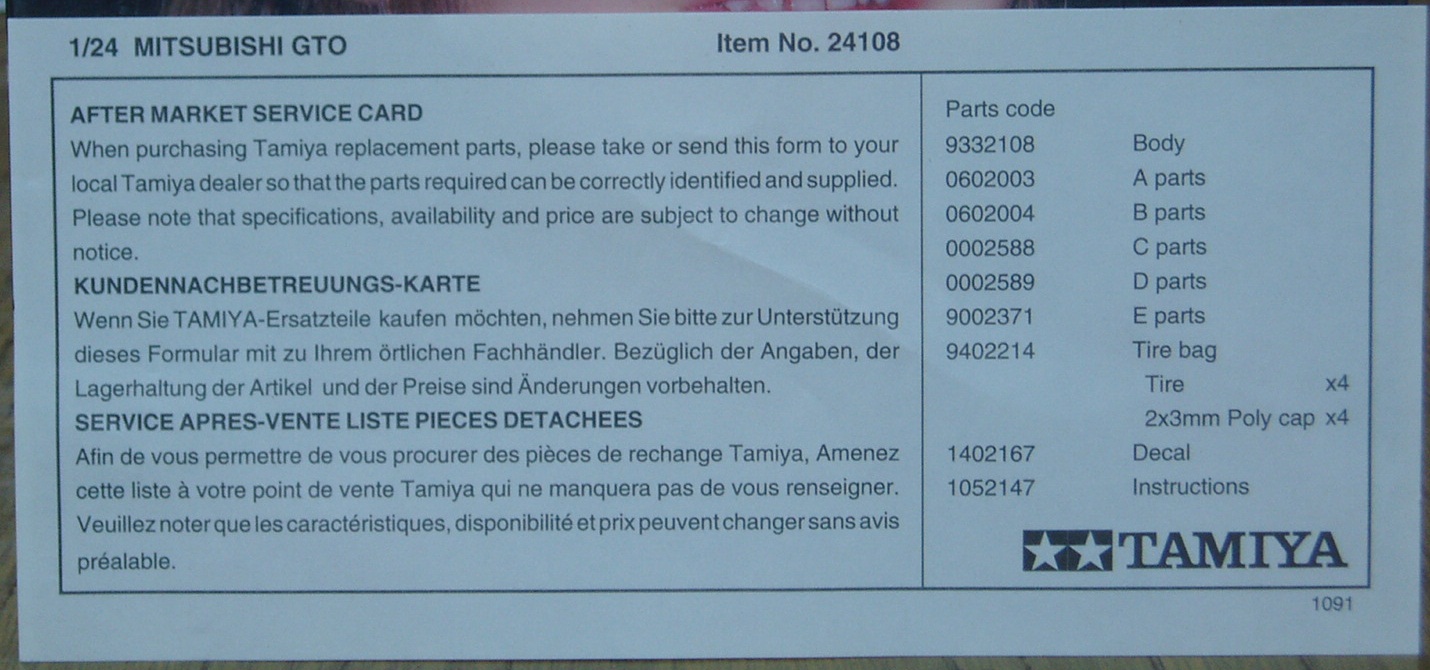 1/24 MITSUBISHI GTO
Item No. 24108
AFTER MARKET SERVICE CARD
When purchasing Tamiya replacement parts, please take or send this form to your
local Tamiya dealer so that the parts required can be correctly identified and supplied.
Please note that specifications, availability and price are subject to change without
notice.
KUNDENNACHBETREUUNGS-KARTE
Wenn Sie TAMIYA-Ersatzteile kaufen möchten, nehmen Sie bitte zur Unterstützung
dieses Formular mit zu Ihrem örtlichen Fachhändler. Bezüglich der Angaben, der
Lagerhaltung der Artikel und der Preise sind Änderungen vorbehalten.
SERVICE APRES-VENTE LISTE PIECES DETACHEES
Afin de vous permettre de vous procurer des pièces de rechange Tamiya, Amenez
cette liste à votre point de vente Tamiya qui ne manquera pas de vous renseigner.
Veuillez noter que les caractéristiques, disponibilité et prix peuvent changer sans avis
préalable.
Parts code
9332108 Body
0602003 A parts
0602004 B parts
0002588 C parts
0002589 D parts
9002371 E parts
9402214 Tire bag
Tire x4
2x3mm Poly cap x4
1402167 Decal
1052147 Instructions
TAMIYA
1091